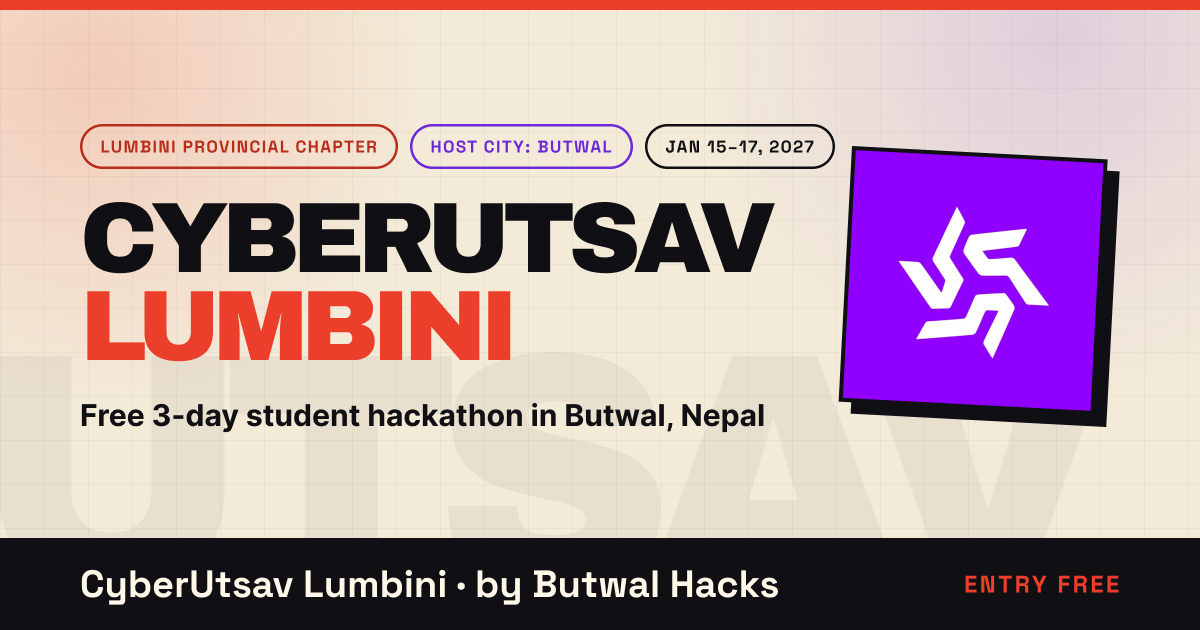 LUMBINI PROVINCIAL CHAPTER
HOST CITY: BUTWAL
JAN 15–17, 2027
CYBERUTSAV
LUMBINI
Free 3-day student hackathon in Butwal, Nepal
UTSAV
CyberUtsav Lumbini · by Butwal Hacks
ENTRY FREE